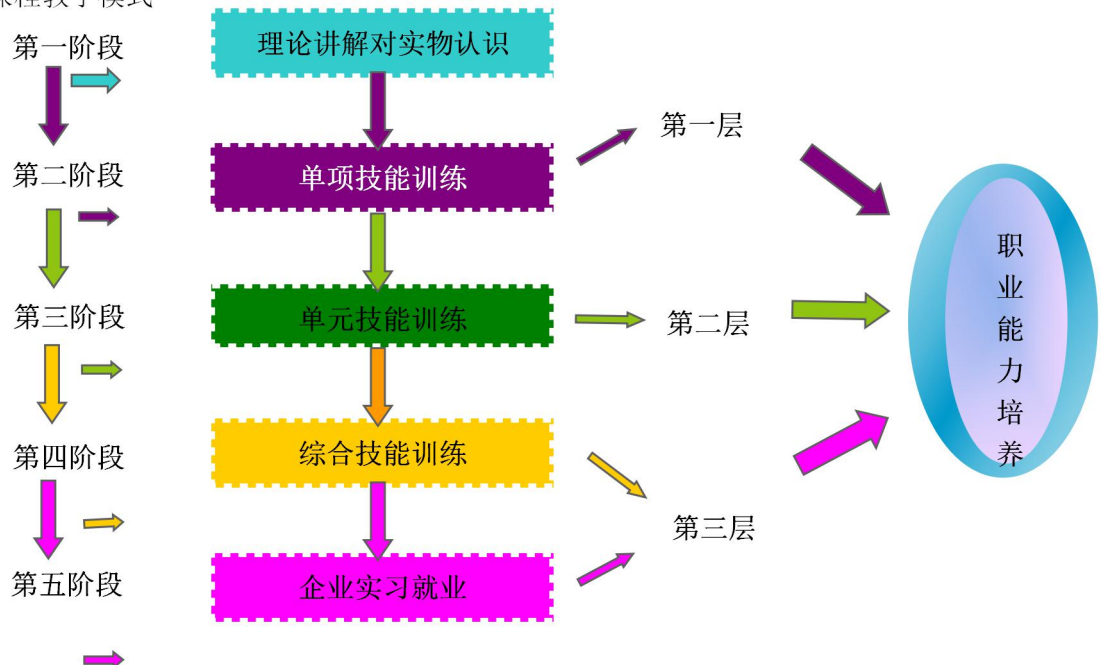 第一阶段
理论讲解对实物认识
第一层
第二阶段
单项技能训练
第三阶段
单元技能训练
第二层
职业能力培养
第四阶段
综合技能训练
第三层
第五阶段
企业实习就业